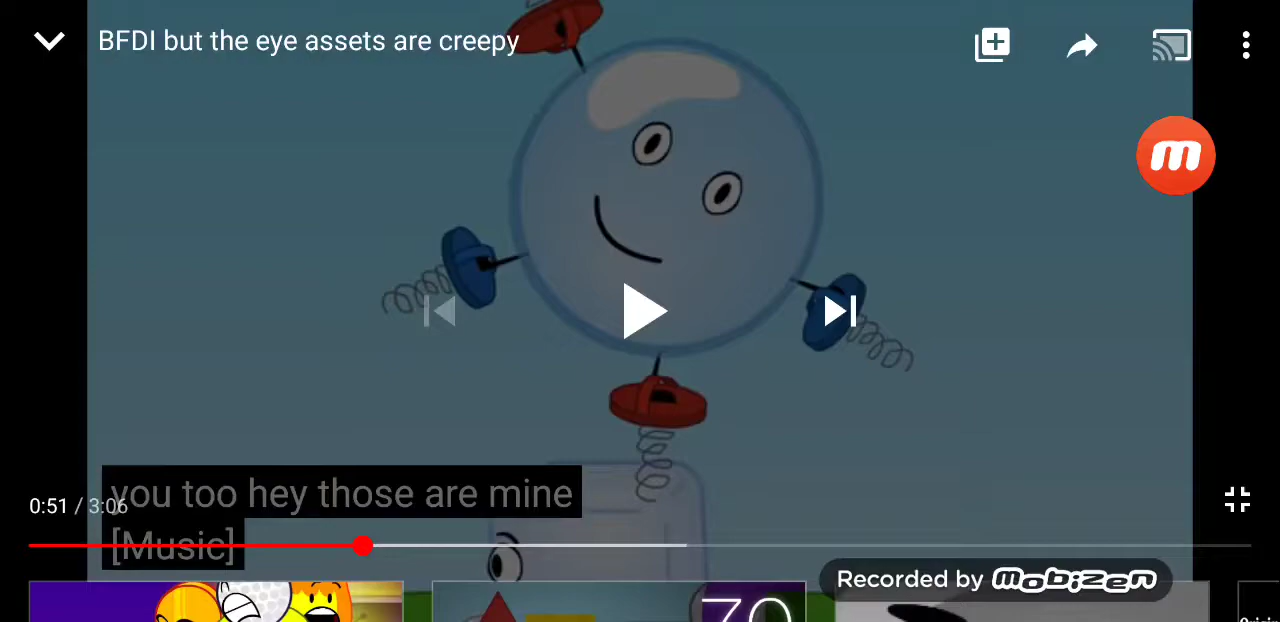 BFDI but the eye assets are creepy
m
you too hey those are mine
0:51 / 3:06
[Music]
Recorded by mobizen
70